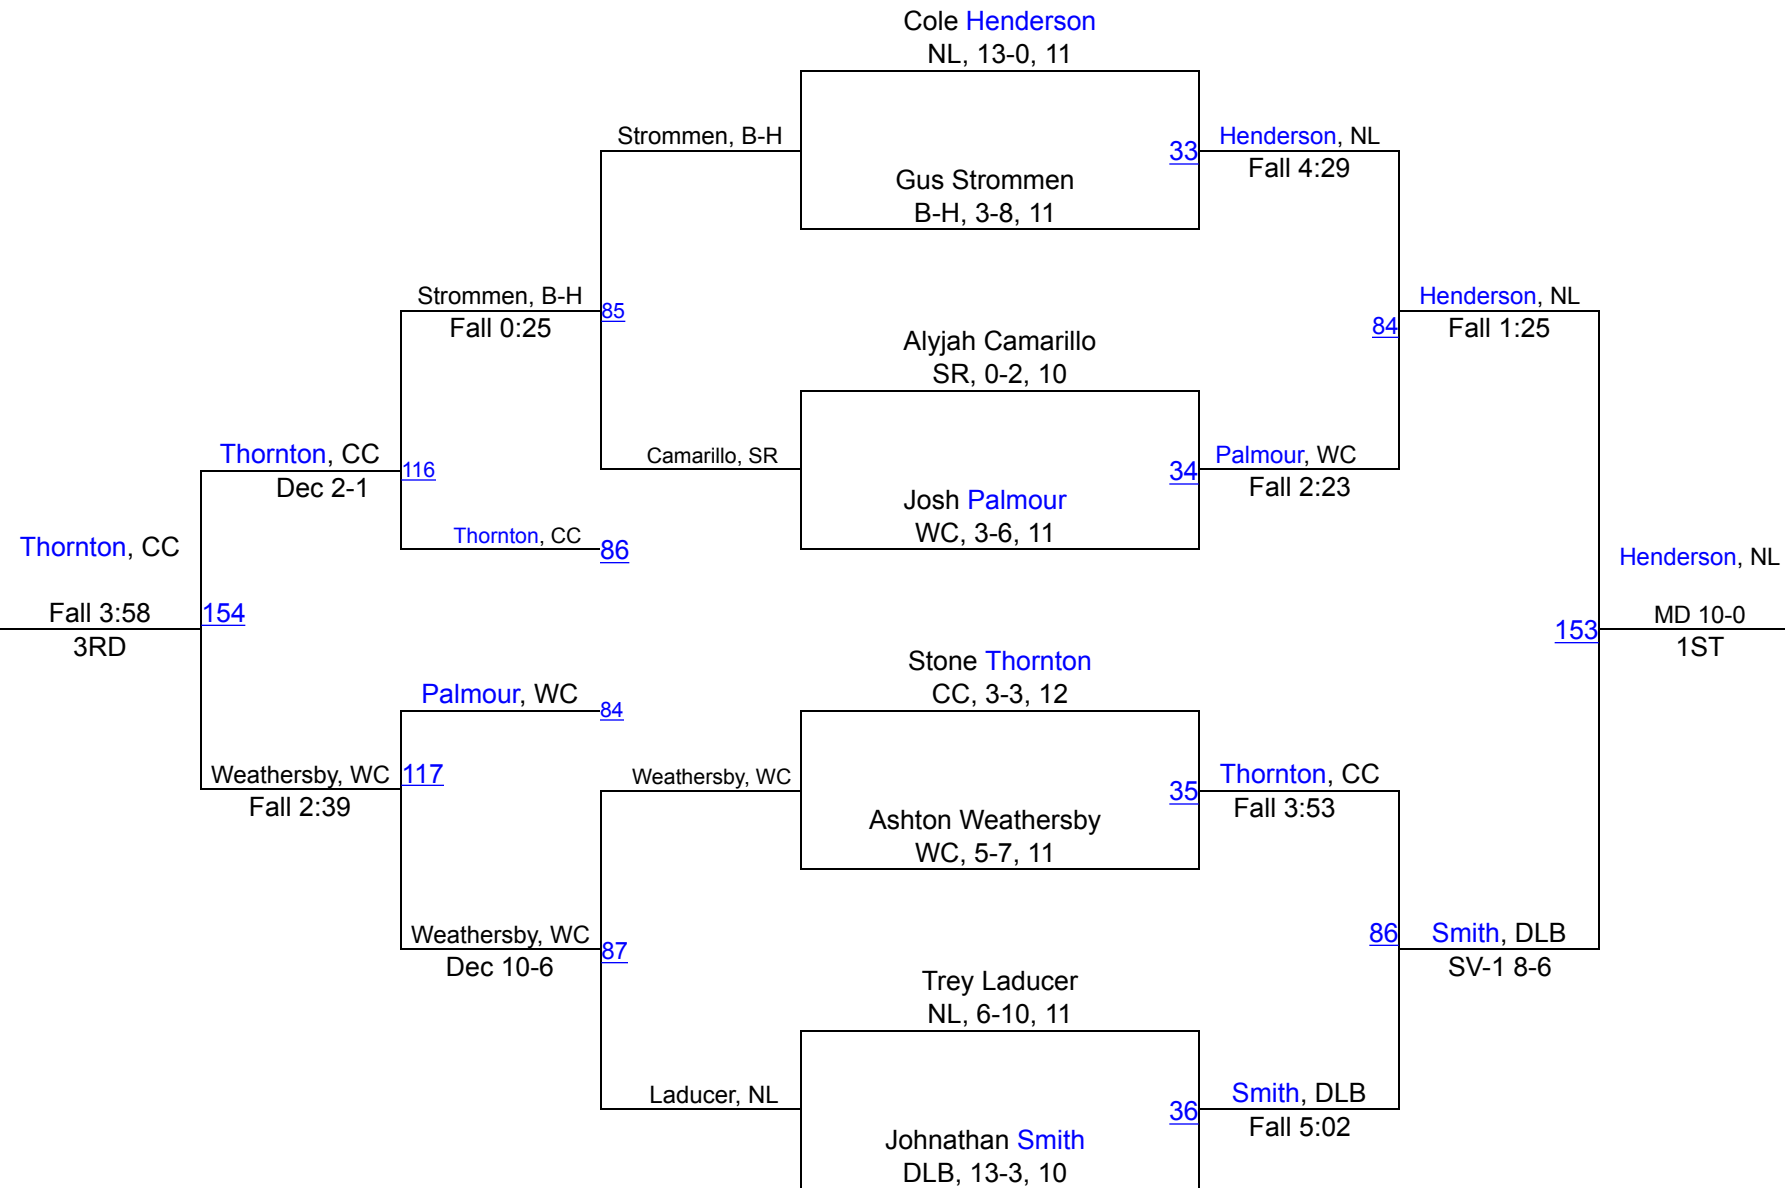 Cole Henderson
NL, 13-0, 11
Strommen, B-H
33
Henderson, NL
Fall 4:29
Gus Strommen
B-H, 3-8, 11
Strommen, B-H
Fall 0:25
85
Henderson, NL
Fall 1:25
84
Alyjah Camarillo
SR, 0-2, 10
Thornton, CC
Dec 2-1
116
Camarillo, SR
34
Palmour, WC
Fall 2:23
Josh Palmour
WC, 3-6, 11
Thornton, CC
86
Thornton, CC
Fall 3:58
3RD
154
Henderson, NL
MD 10-0
1ST
153
Stone Thornton
CC, 3-3, 12
Palmour, WC
84
Weathersby, WC
Fall 2:39
117
Weathersby, WC
35
Thornton, CC
Fall 3:53
Ashton Weathersby
WC, 5-7, 11
Weathersby, WC
Dec 10-6
87
86
Smith, DLB
SV-1 8-6
Trey Laducer
NL, 6-10, 11
Laducer, NL
36
Smith, DLB
Fall 5:02
Johnathan Smith
DLB, 13-3, 10